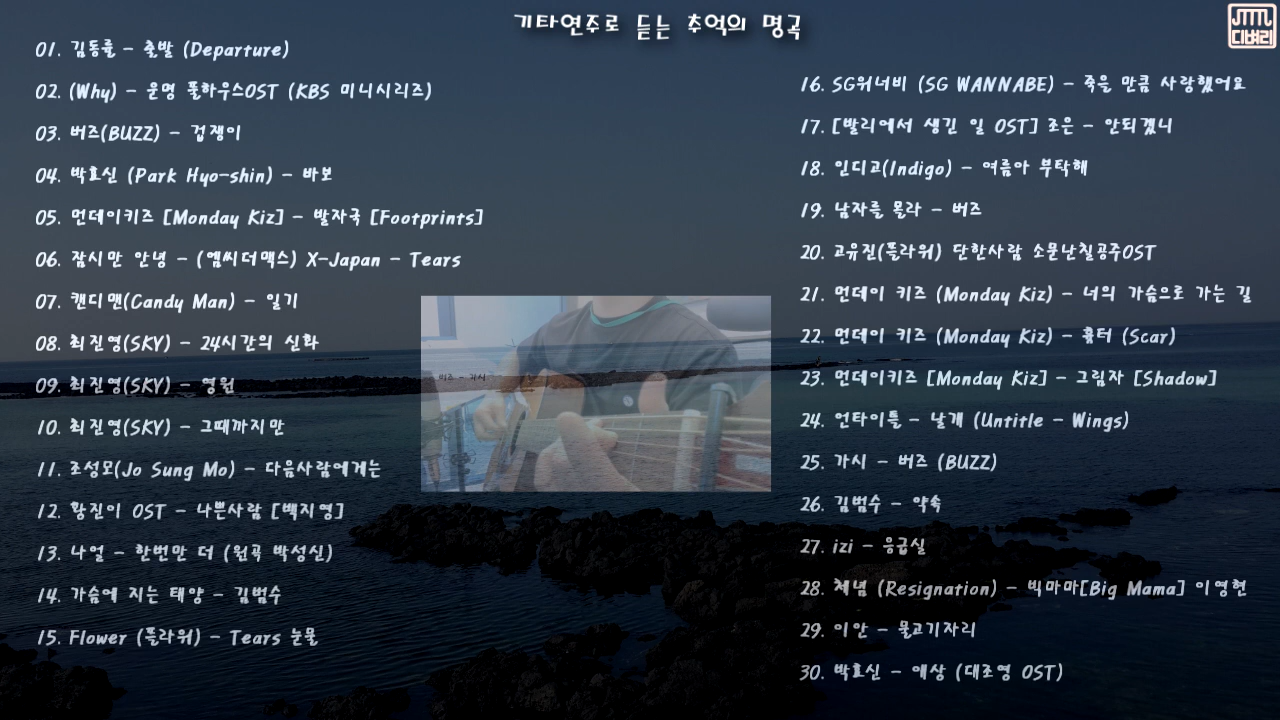 기타연주로 듣는 추억의 명곡
디벼리
01. 김동률 - 출발 (Departure)
02. (Why) - 운명 풀하우스OST (KBS 미니시리즈)
03. 버즈(BUZZ) - 겁쟁이
04. 박효신 (Park Hyo-shin) - 바보
05. 먼데이키즈 [Monday Kiz] - 발자국 [Footprints]
06. 잠시만 안녕 - (엠씨더맥스) X-Japan - Tears
07. 캔디맨(Candy Man) - 일기
08. 최진영(SKY) - 24시간의 신화
09. 최진영(SKY) - 영원
10. 최진영(SKY) - 그때까지만
11. 조성모(Jo Sung Mo) - 다음사람에게는
12. 황진이 OST - 나쁜사람 [백지영]
13. 나얼 - 한번만 더 (원곡 박성신)
14. 가슴에 지는 태양 - 김범수
15. Flower (플라워) - Tears 눈물
버즈 - 가시
16. SG워너비 (SG WANNABE) - 죽을 만큼 사랑했어요
17. [발리에서 생긴 일 OST] 조은 - 안되겠니
18. 인디고(Indigo) - 여름아 부탁해
19. 남자를 몰라 - 버즈
20. 고유진(플라워) 단한사람 소문난칠공주OST
21. 먼데이 키즈 (Monday Kiz) - 너의 가슴으로 가는 길
22. 먼데이 키즈 (Monday Kiz) - 흉터 (Scar)
23. 먼데이키즈 [Monday Kiz] - 그림자 [Shadow]
24. 언타이틀 - 날개 (Untitle - Wings)
25. 가시 - 버즈 (BUZZ)
26. 김범수 - 약속
27. izi - 응급실
28. 체념 (Resignation) - 빅마마[Big Mama] 이영현
29. 이안 - 물고기자리
30. 박효신 - 애상 (대조영 OST)